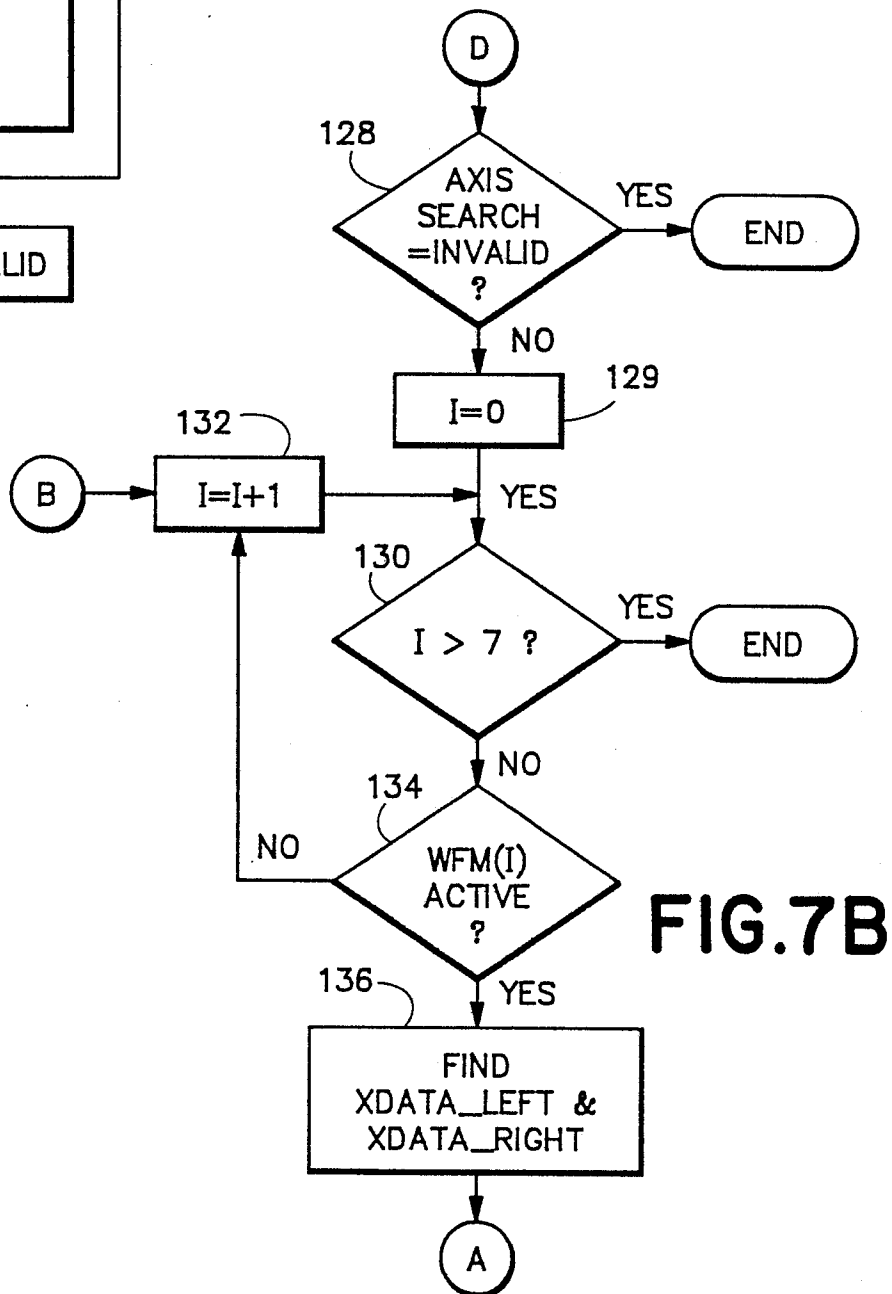 D
128
AXIS
SEARCH
=INVALID
?
YES
END
LID
NO
I=0
129
132
B
I=I+1
YES
130
I > 7 ?
YES
END
NO
134
NO
WFM(I)
ACTIVE
?
FIG.7B
136
YES
FIND
XDATA_LEFT &
XDATA_RIGHT
A